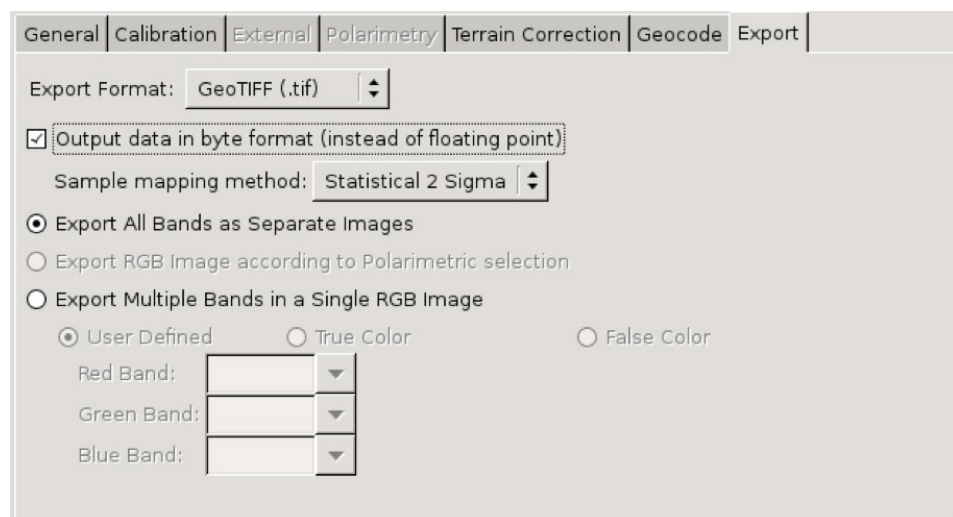 General Calibration External Polarimetry Terrain Correction Geocode Export
Export Format: GeoTIFF (.tif)
Output data in byte format (instead of floating point)
Sample mapping method: Statistical 2 Sigma
Export All Bands as Separate Images
Export RGB Image according to Polarimetric selection
Export Multiple Bands in a Single RGB Image
User Defined True Color False Color
Red Band:
Green Band:
Blue Band: